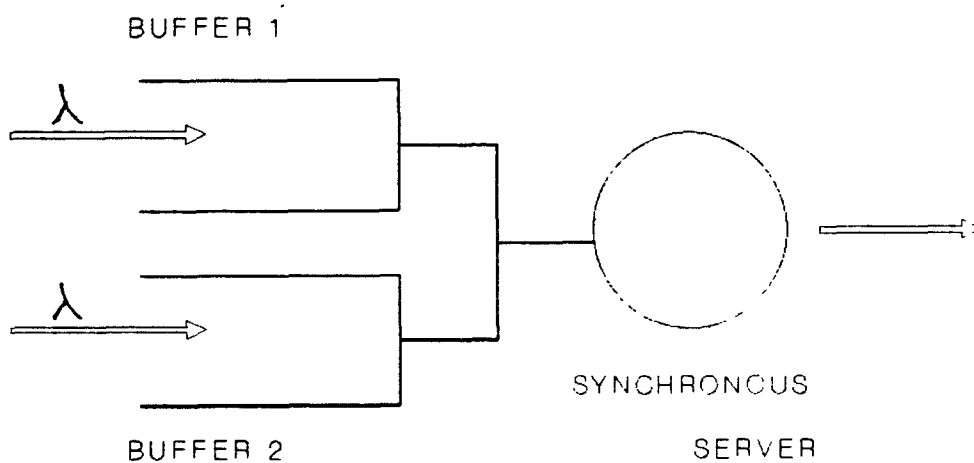 BUFFER 1
λ
λ
BUFFER 2
SYNCHRONOUS
SERVER